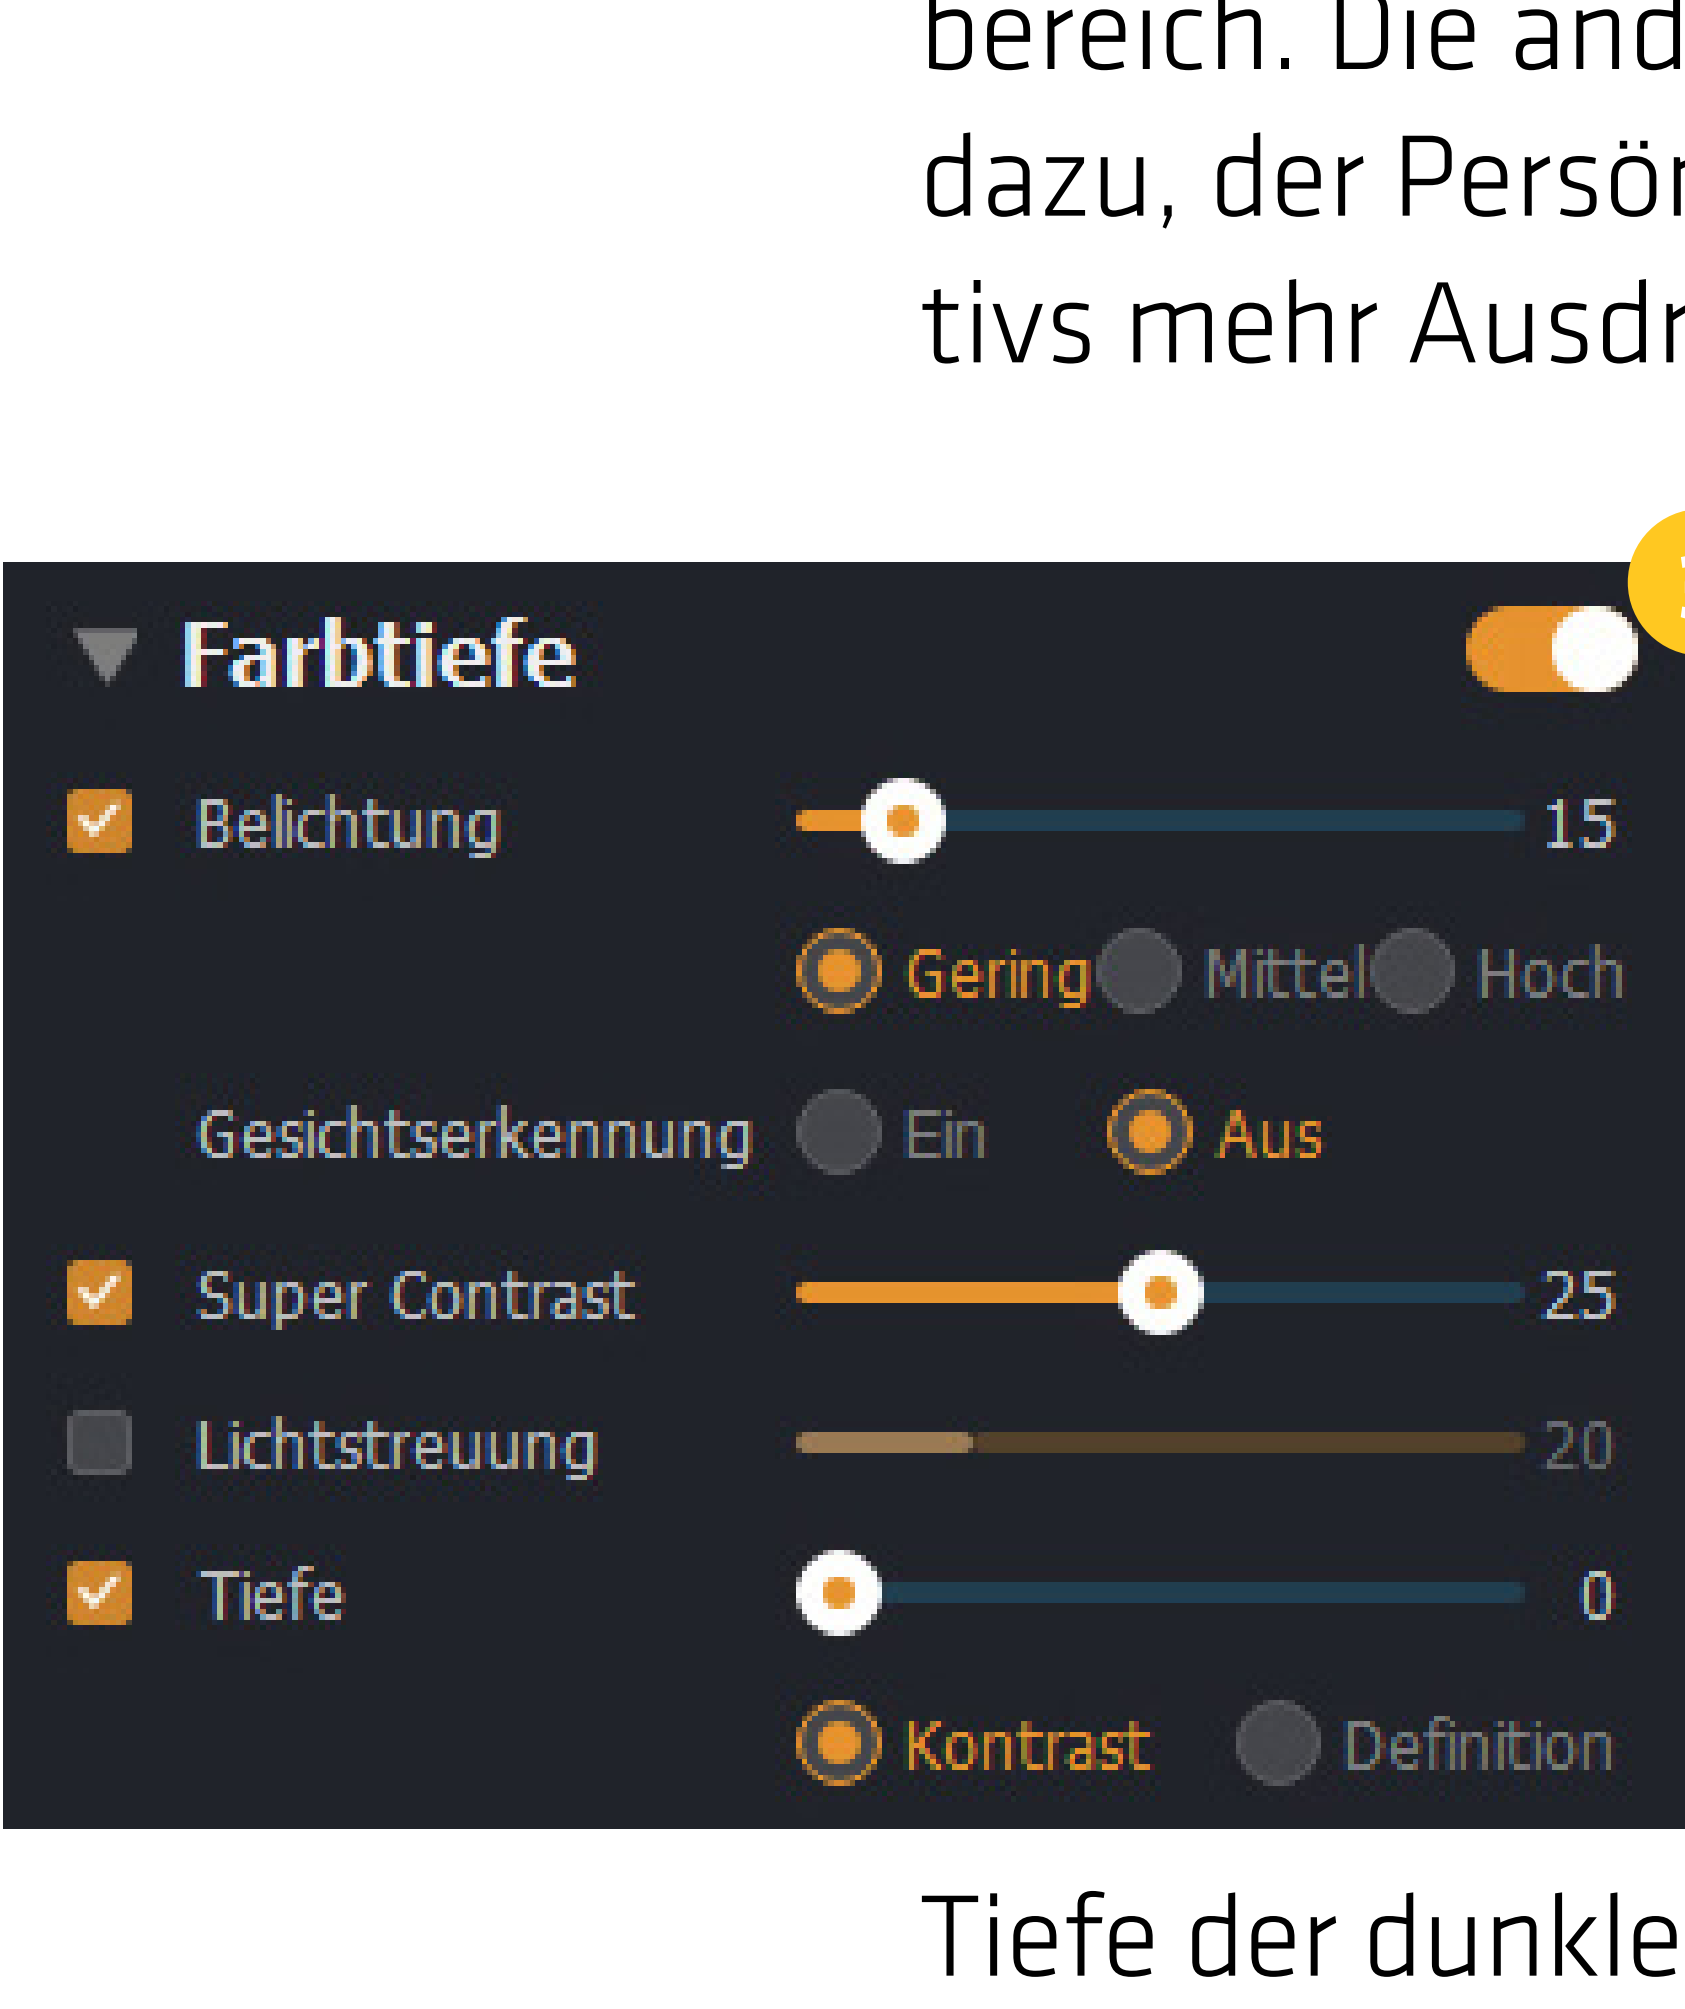 bereich. Die and
dazu, der Persön
tivs mehr Ausdr
Farbtiefe
Belichtung 15
Gering Mittel Hoch
Gesichtserkennung Ein Aus
Super Contrast 25
Lichtstreuung 20
Tiefe 0
Kontrast Definition
Tiefe der dunkle